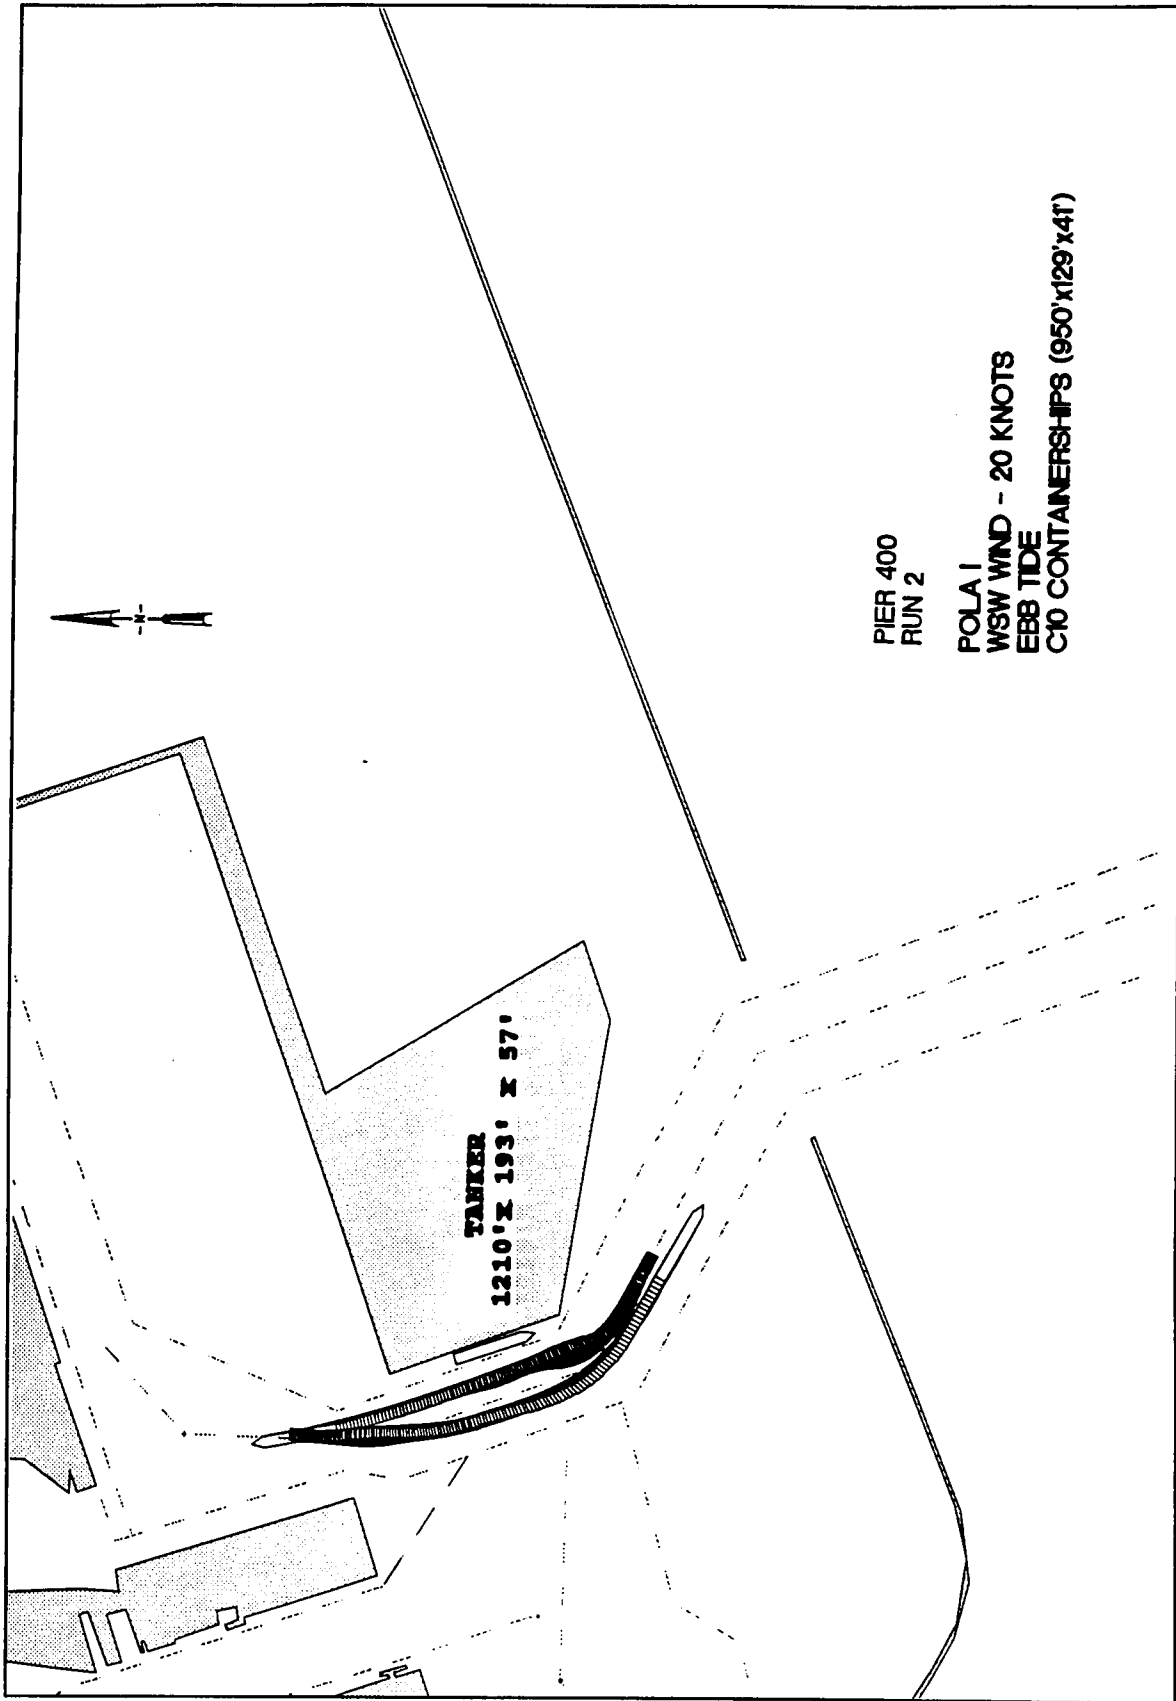 -N-
TANKER
1210'X 193' X 57'
PIER 400
RUN 2
POLA I
WSW WIND - 20 KNOTS
EBB TIDE
C10 CONTAINERSHIPS (950'x129'x41')